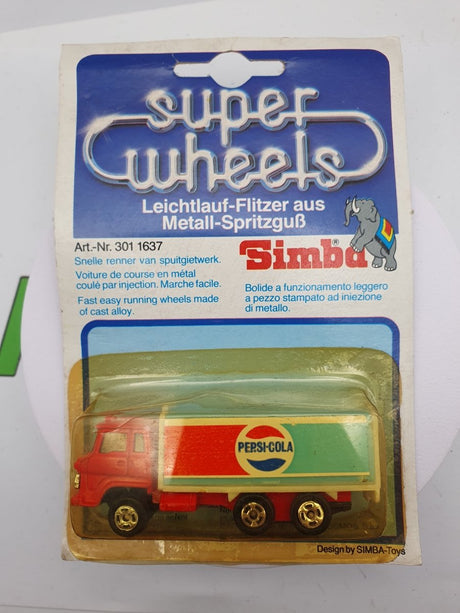 super
wheels
Leichtlauf-Flitzer aus
Metall-Spritzguß
Art.-Nr. 301 1637
Snelle renner van spuitgietwerk.
Voiture de course en métal
coulé par injection. Marche facile.
Fast easy running wheels made
of cast alloy.
Simba®
Bolide a funzionamento leggero
a pezzo stampato ad iniezione
di metallo.
PEPSI-COLA
Design by SIMBA-Toys